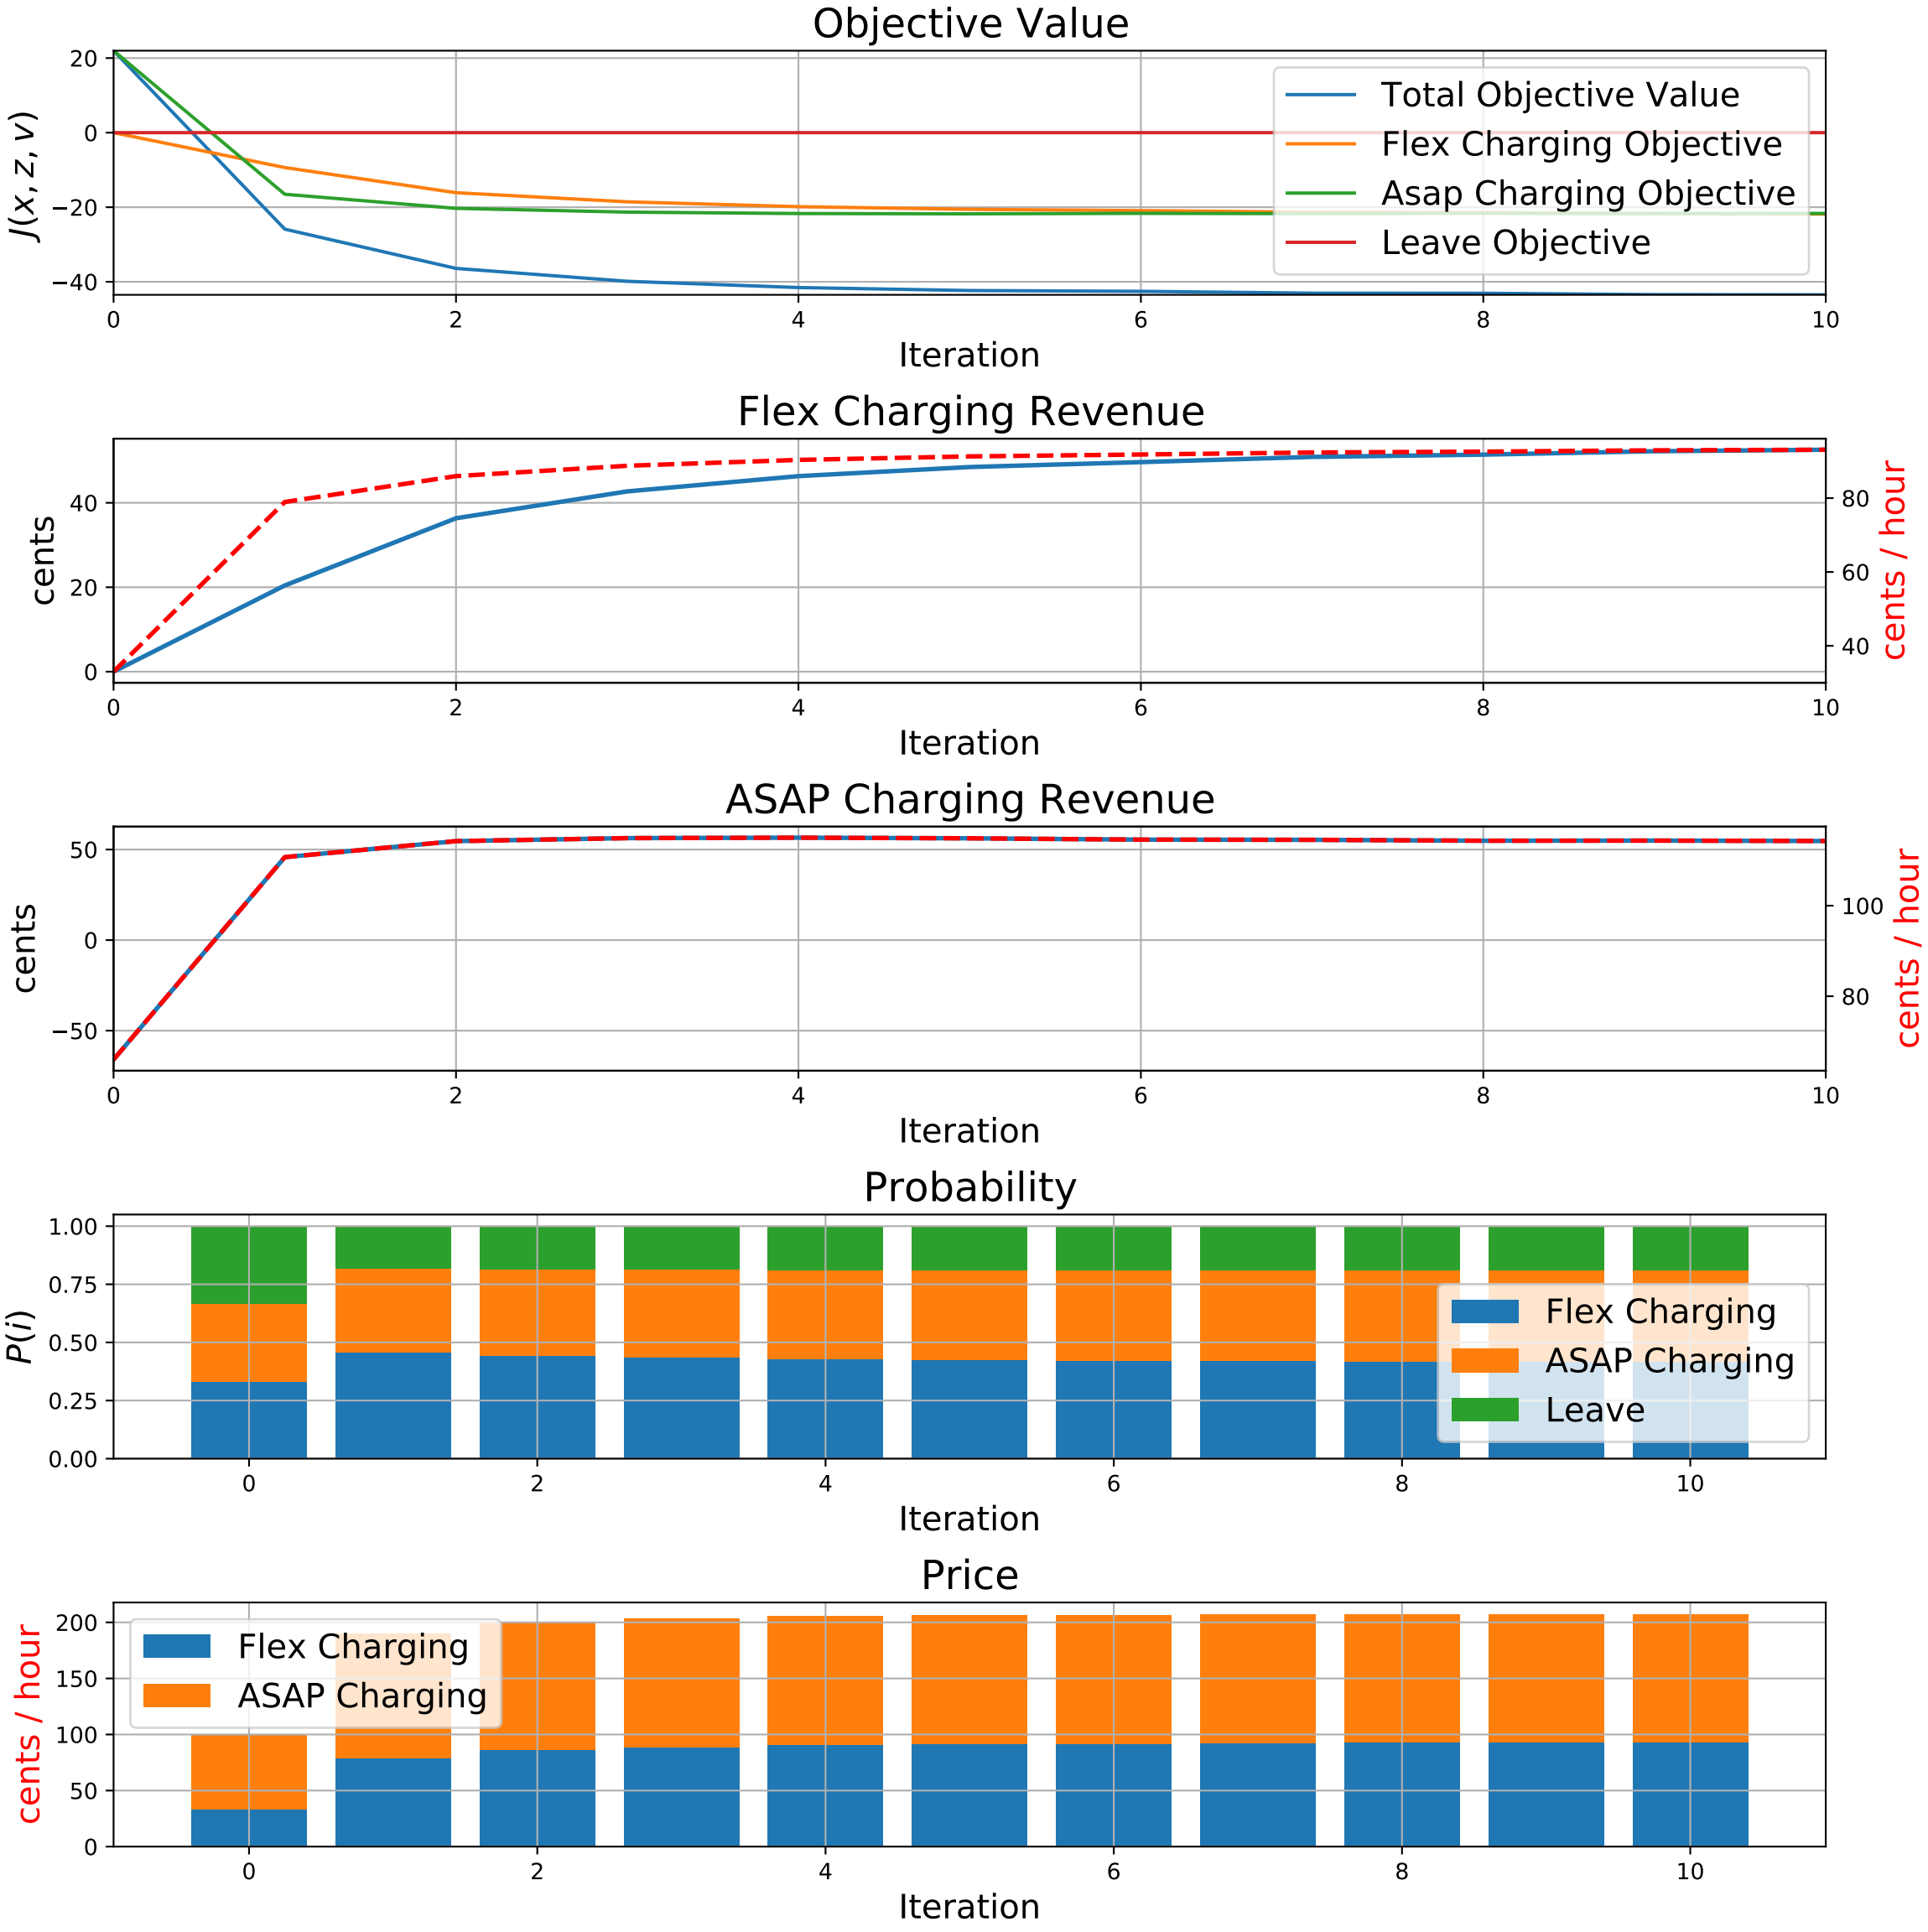 Objective Value
20
0
−20
−40
J(x, z, v)
Total Objective Value
Flex Charging Objective
Asap Charging Objective
Leave Objective
0 2 4 6 8 10
Iteration
Flex Charging Revenue
40
20
0
cents
80
60
40
cents / hour
0 2 4 6 8 10
Iteration
ASAP Charging Revenue
50
0
−50
cents
100
80
cents / hour
0 2 4 6 8 10
Iteration
Probability
1.00
0.75
0.50
0.25
0.00
P(i)
Flex Charging
ASAP Charging
Leave
0 2 4 6 8 10
Iteration
Price
200
150
100
50
0
cents / hour
Flex Charging
ASAP Charging
0 2 4 6 8 10
Iteration